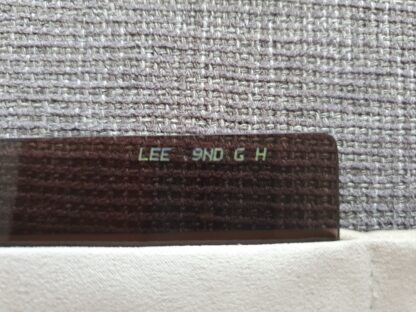 LEE .9ND G H